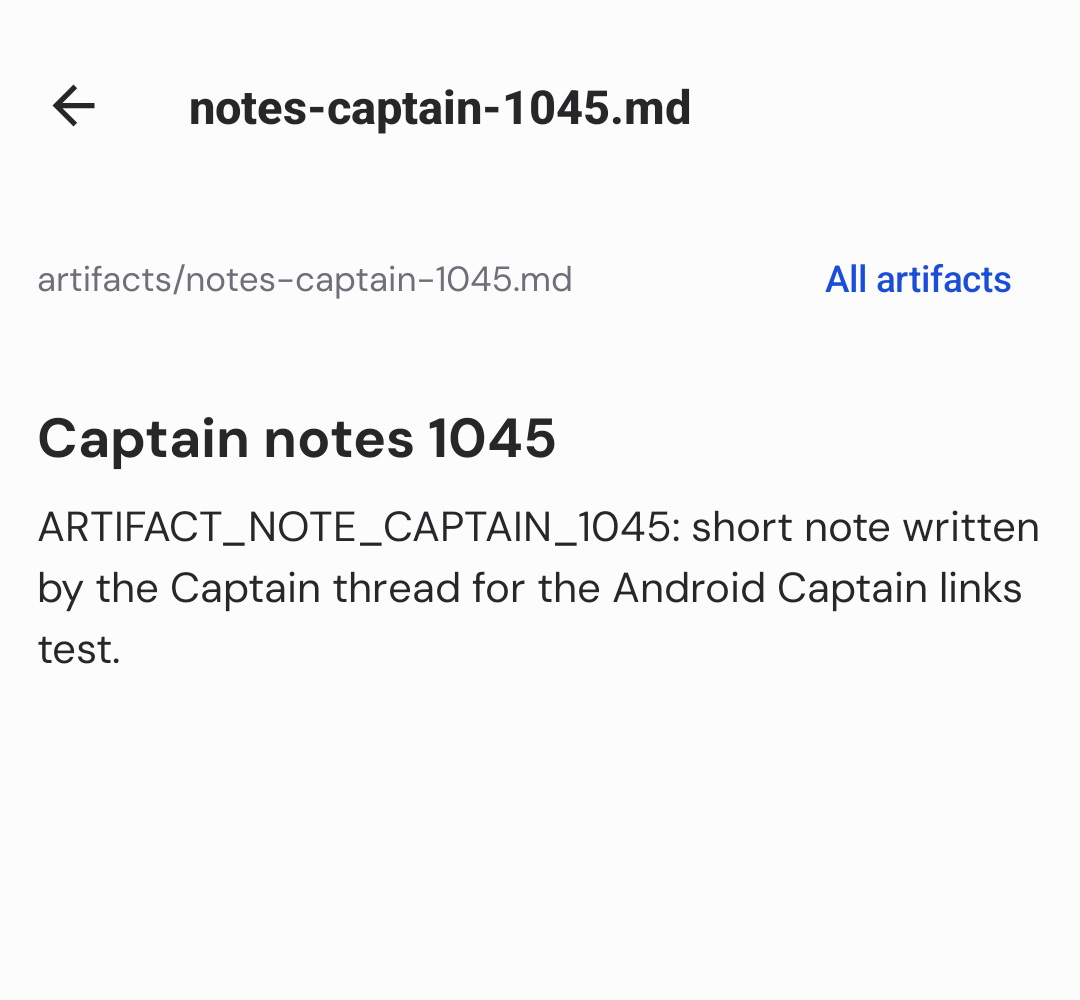 notes-captain-1045.md
artifacts/notes-captain-1045.md All artifacts
Captain notes 1045
ARTIFACT_NOTE_CAPTAIN_1045: short note written
by the Captain thread for the Android Captain links
test.